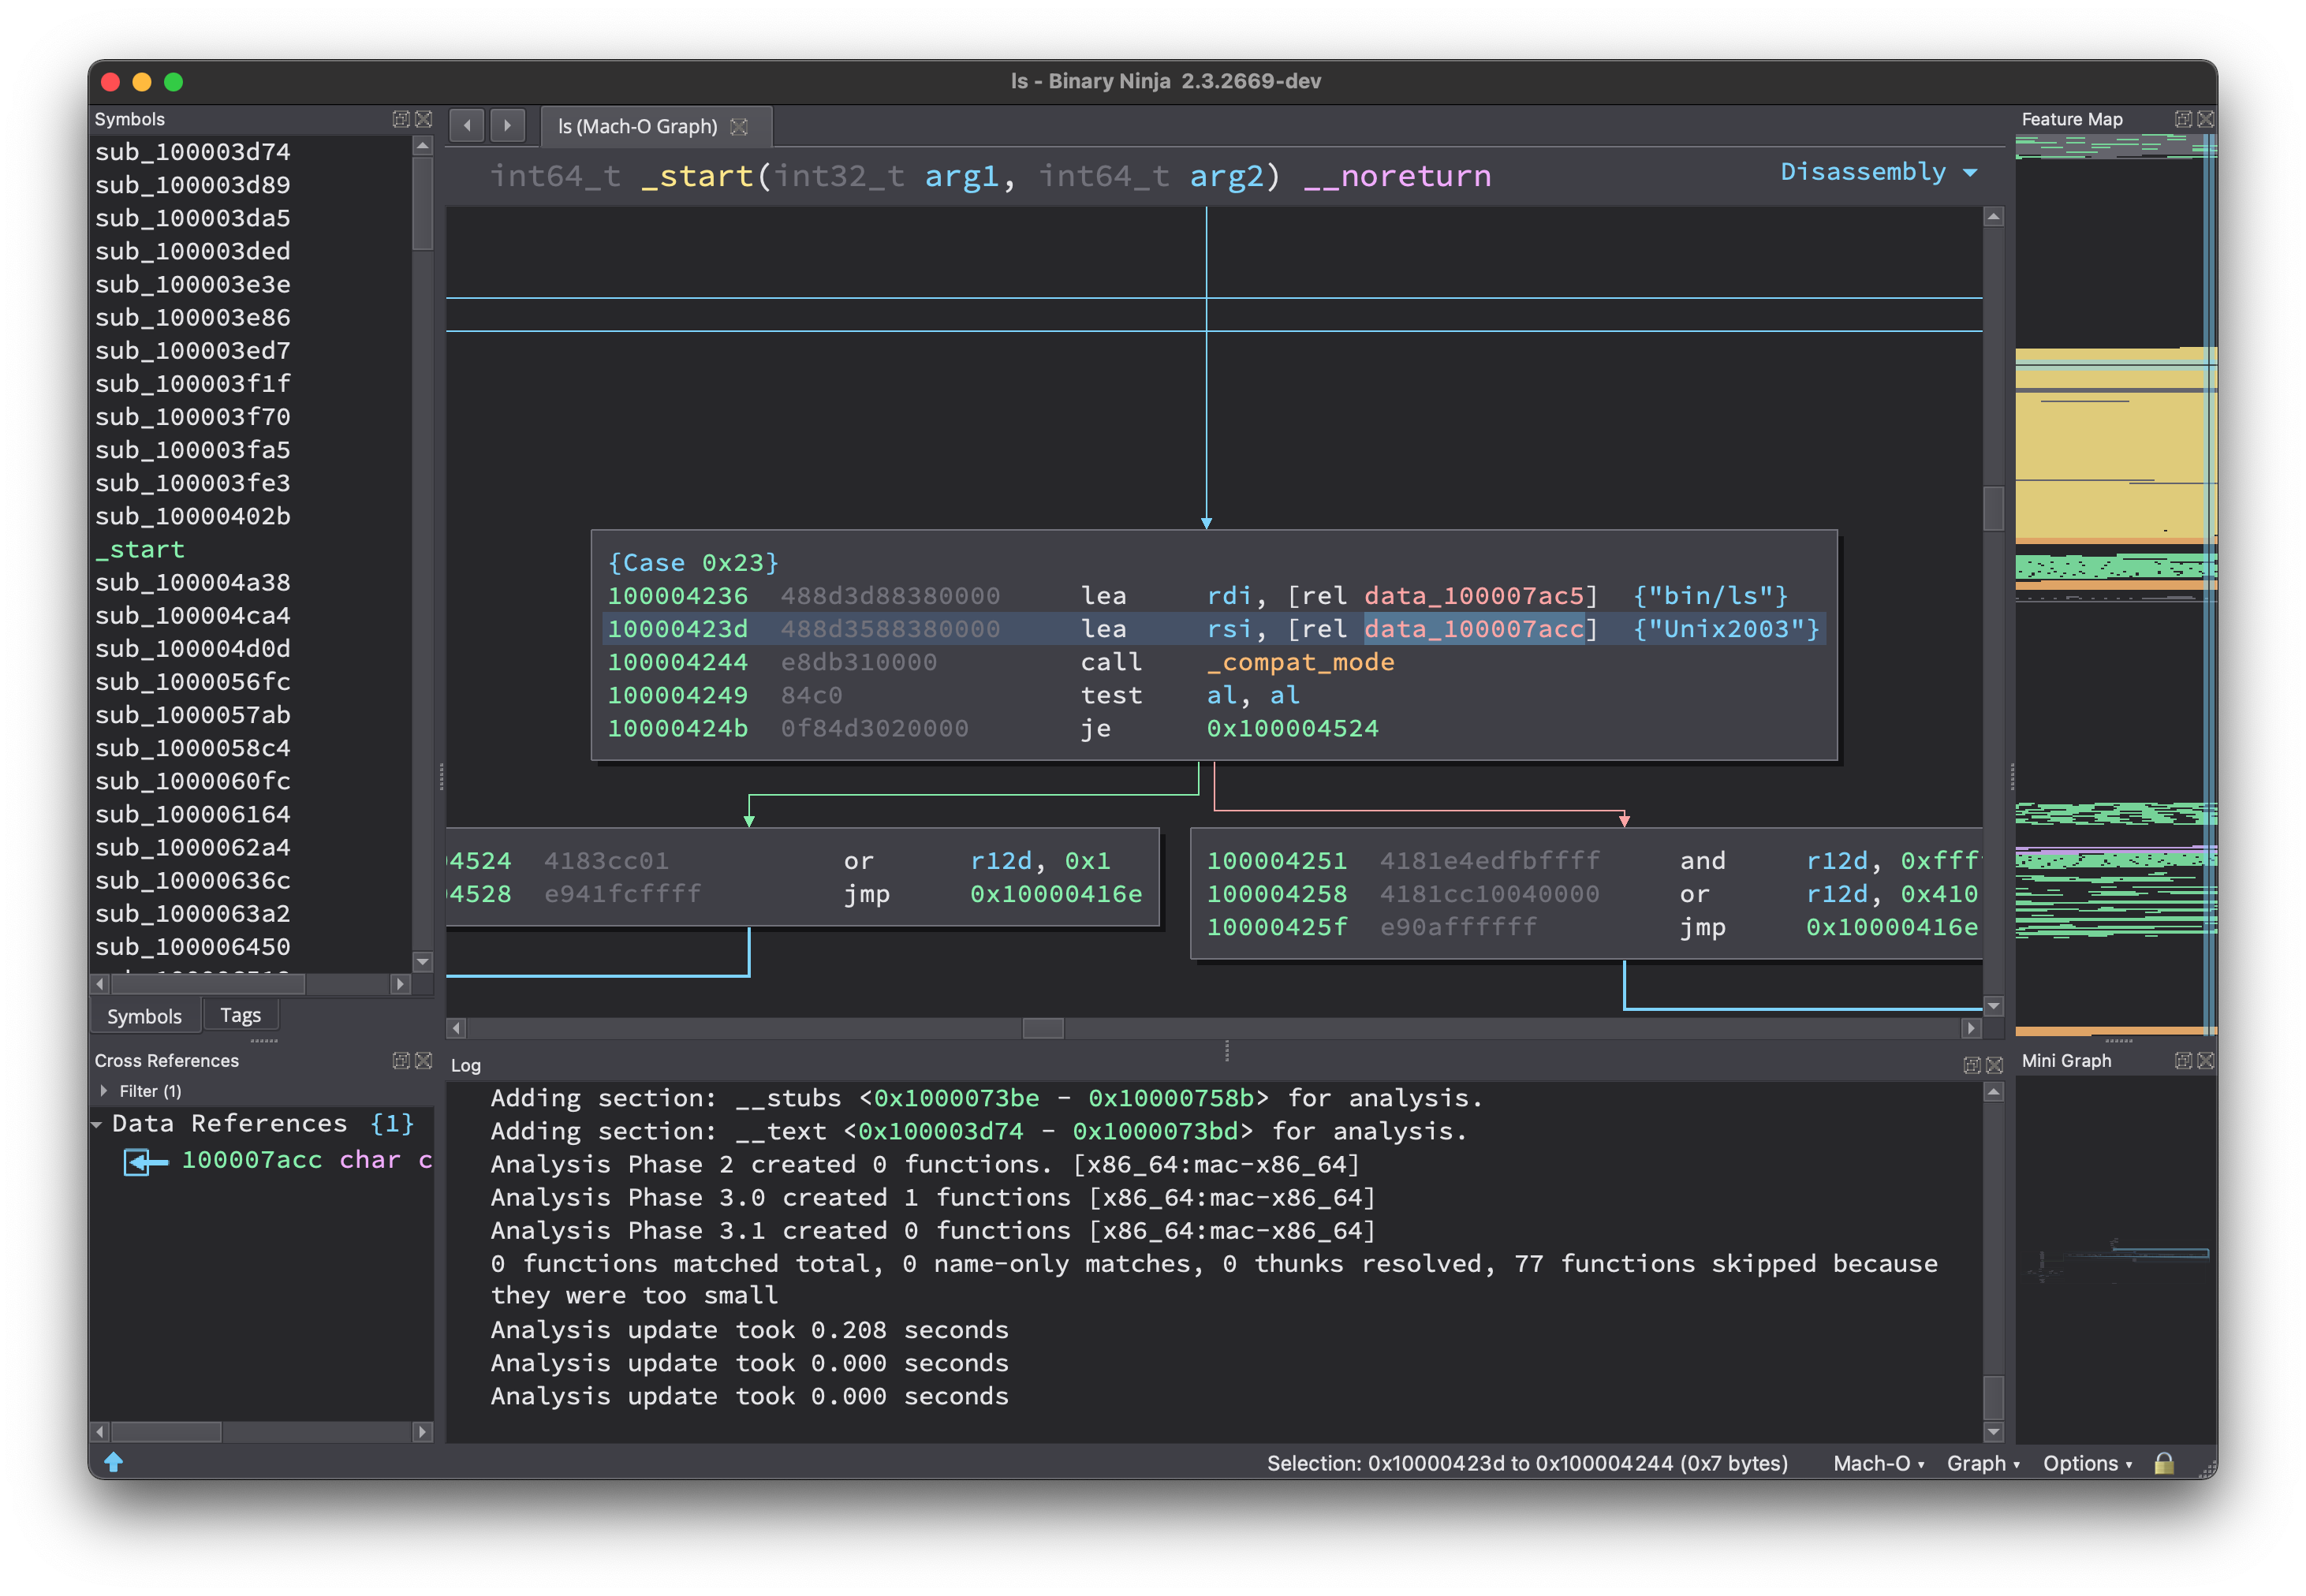 ls - Binary Ninja 2.3.2669-dev
Symbols
sub_100003d74
sub_100003d89
sub_100003da5
sub_100003ded
sub_100003e3e
sub_100003e86
sub_100003ed7
sub_100003f1f
sub_100003f70
sub_100003fa5
sub_100003fe3
sub_10000402b
_start
sub_100004a38
sub_100004ca4
sub_100004d0d
sub_1000056fc
sub_1000057ab
sub_1000058c4
sub_1000060fc
sub_100006164
sub_1000062a4
sub_10000636c
sub_1000063a2
sub_100006450
Symbols
Tags
Cross References
Filter (1)
Data References {1}
100007acc char c
ls (Mach-O Graph)
int64_t _start(int32_t arg1, int64_t arg2) __noreturn
Disassembly
{Case 0x23}
100004236 488d3d88380000 lea rdi, [rel data_100007ac5] {"bin/ls"}
10000423d 488d3588380000 lea rsi, [rel data_100007acc] {"Unix2003"}
100004244 e8db310000 call _compat_mode
100004249 84c0 test al, al
10000424b 0f84d3020000 je 0x100004524
4524 4183cc01 or r12d, 0x1
4528 e941fcffff jmp 0x10000416e
100004251 4181e4edfbffff and r12d, 0xfff
100004258 4181cc10040000 or r12d, 0x410
10000425f e90affffff jmp 0x10000416e
Log
Adding section: __stubs <0x1000073be - 0x10000758b> for analysis.
Adding section: __text <0x100003d74 - 0x1000073bd> for analysis.
Analysis Phase 2 created 0 functions. [x86_64:mac-x86_64]
Analysis Phase 3.0 created 1 functions [x86_64:mac-x86_64]
Analysis Phase 3.1 created 0 functions [x86_64:mac-x86_64]
0 functions matched total, 0 name-only matches, 0 thunks resolved, 77 functions skipped because
they were too small
Analysis update took 0.208 seconds
Analysis update took 0.000 seconds
Analysis update took 0.000 seconds
Feature Map
Mini Graph
Selection: 0x10000423d to 0x100004244 (0x7 bytes)
Mach-O
Graph
Options